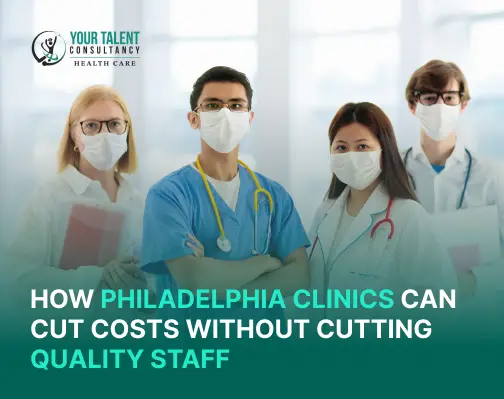 YOUR TALENT
CONSULTANCY
HEALTH CARE
HOW PHILADELPHIA CLINICS CAN
CUT COSTS WITHOUT CUTTING
QUALITY STAFF